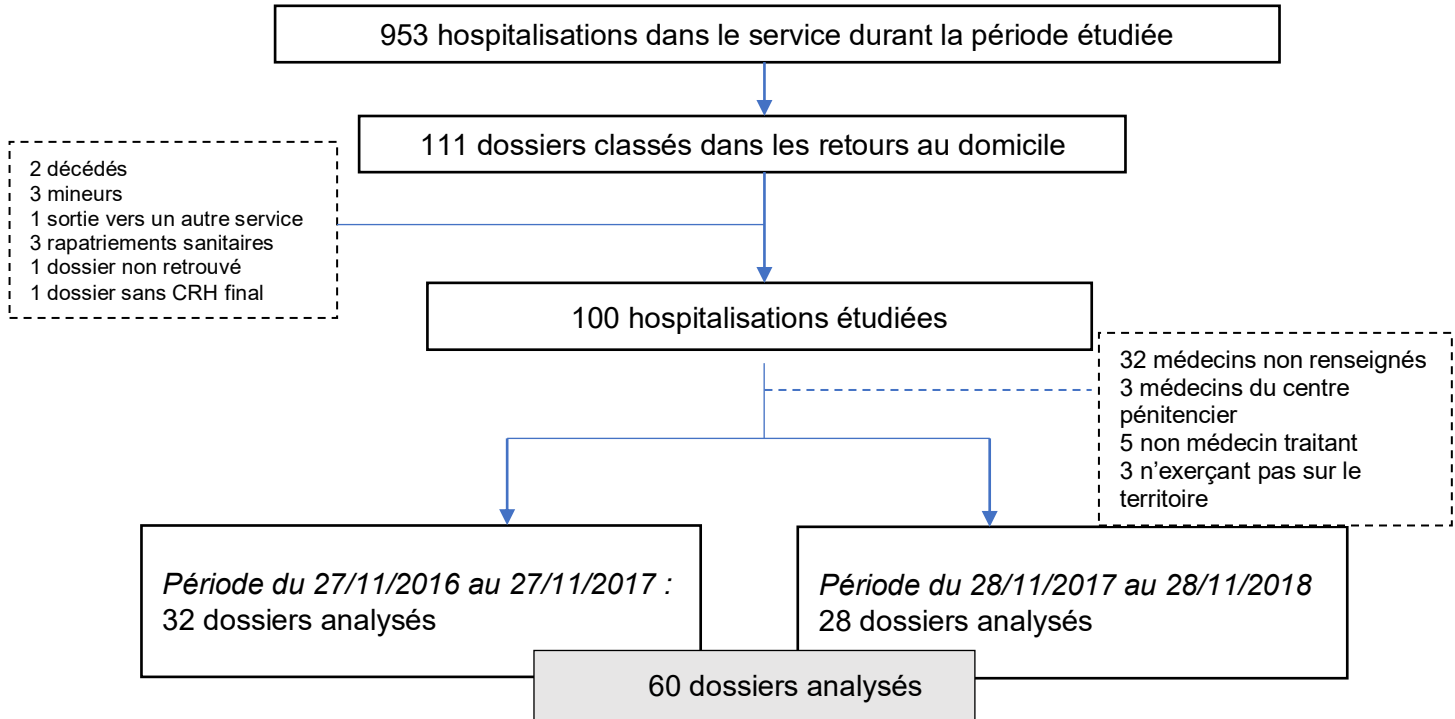 953 hospitalisations dans le service durant la période étudiée
111 dossiers classés dans les retours au domicile
2 décédés
3 mineurs
1 sortie vers un autre service
3 rapatriements sanitaires
1 dossier non retrouvé
1 dossier sans CRH final
100 hospitalisations étudiées
32 médecins non renseignés
3 médecins du centre
pénitencier
5 non médecin traitant
3 n’exerçant pas sur le
territoire
Période du 27/11/2016 au 27/11/2017 :
32 dossiers analysés
Période du 28/11/2017 au 28/11/2018
28 dossiers analysés
60 dossiers analysés